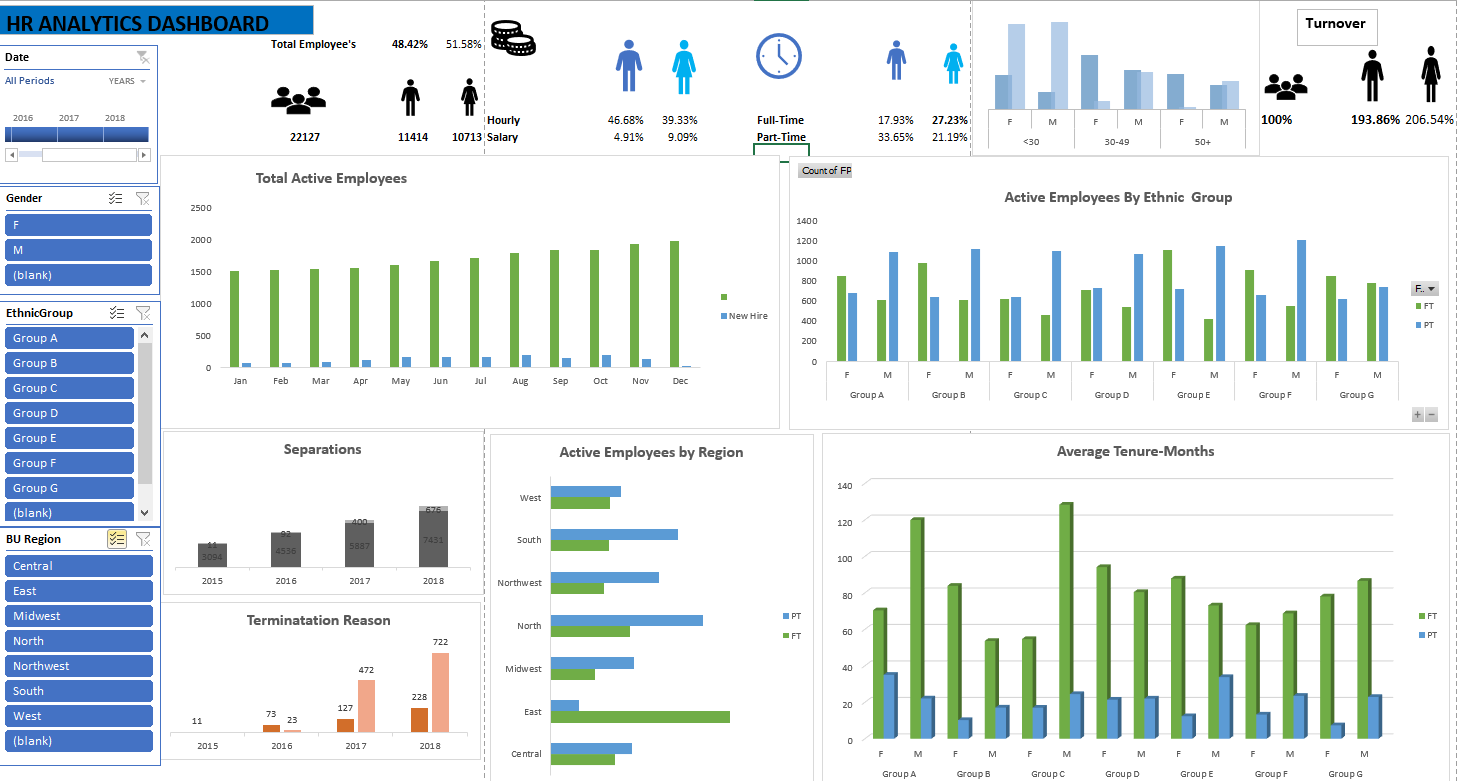 HR ANALYTICS DASHBOARD
Date
All Periods YEARS
2016 2017 2018
Gender
F
M
(blank)
EthnicGroup
Group A
Group B
Group C
Group D
Group E
Group F
Group G
(blank)
BU Region
Central
East
Midwest
North
Northwest
South
West
(blank)
Total Employee's 48.42% 51.58%
22127 11414 10713
Hourly 46.68% 39.33%
Salary 4.91% 9.09%
Full-Time 17.93% 27.23%
Part-Time 33.65% 21.19%
F M F M F M
<30 30-49 50+
Turnover
100% 193.86% 206.54%
Total Active Employees
2500
2000
1500
1000
500
0
Jan Feb Mar Apr May Jun Jul Aug Sep Oct Nov Dec
New Hire
Count of FP
Active Employees By Ethnic Group
1400
1200
1000
800
600
400
200
0
F M F M F M F M F M F M F M
Group A Group B Group C Group D Group E Group F Group G
F..
FT
PT
Separations
11 92 400 676
3094 4536 5887 7431
2015 2016 2017 2018
Terminatation Reason
11 73 23 127 472 228 722
2015 2016 2017 2018
Active Employees by Region
West
South
Northwest
North
Midwest
East
Central
PT
FT
Average Tenure-Months
140
120
100
80
60
40
20
0
F M F M F M F M F M F M F M
Group A Group B Group C Group D Group E Group F Group G
FT
PT